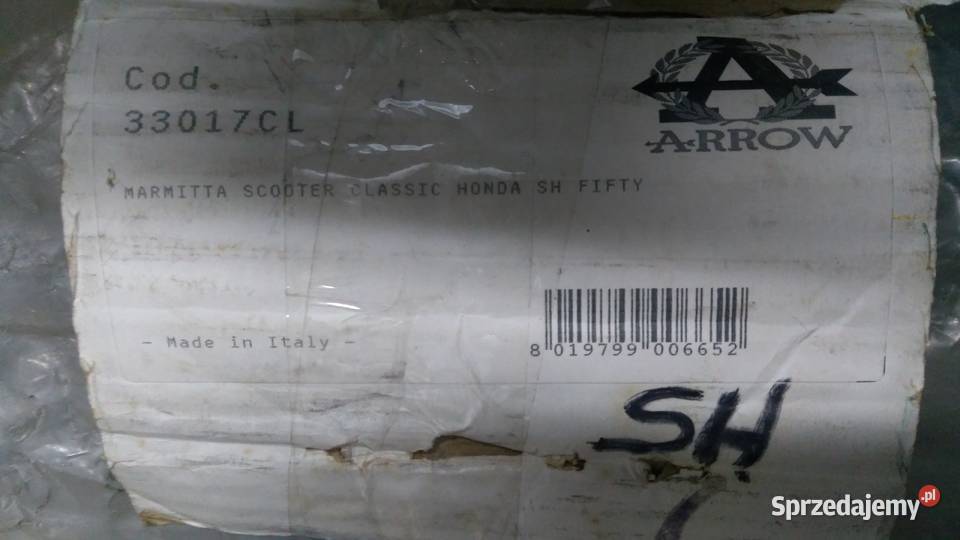 Cod.
33017CL
A
ARROW
MARMITTA SCOOTER CLASSIC HONDA SH FIFTY
- Made in Italy -
8 019799 006652
SH
Sprzedajemy.pl